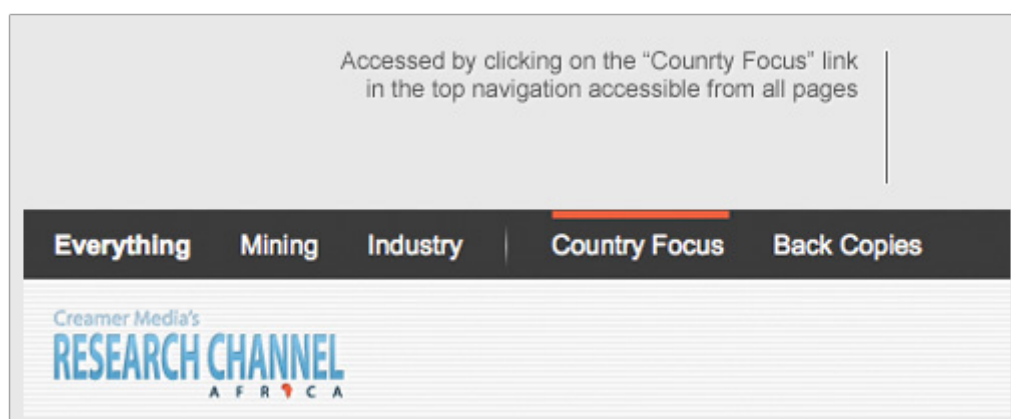 Accessed by clicking on the “Counrty Focus” link
in the top navigation accessible from all pages
Everything Mining Industry Country Focus Back Copies
Creamer Media's
RESEARCH CHANNEL
AFRICA